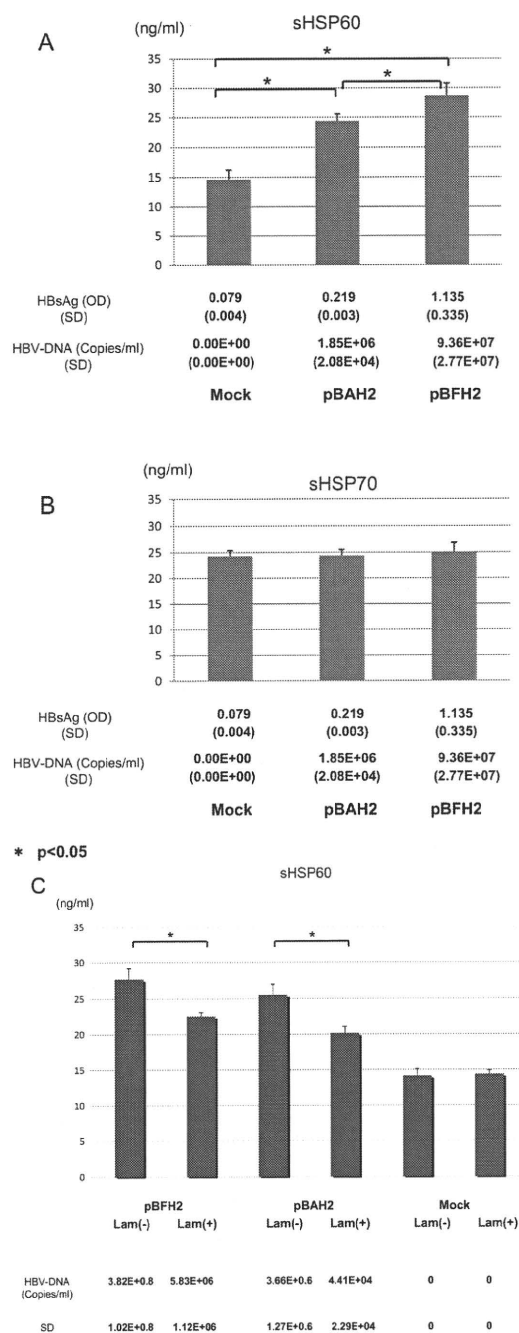 A
(ng/ml)
sHSP60
35
30
25
20
15
10
5
0
*
*
*
HBsAg (OD) 0.079 0.219 1.135
(SD) (0.004) (0.003) (0.335)
HBV-DNA (Copies/ml) 0.00E+00 1.85E+06 9.36E+07
(SD) (0.00E+00) (2.08E+04) (2.77E+07)
Mock pBAH2 pBFH2
B
(ng/ml)
sHSP70
35
30
25
20
15
10
5
0
HBsAg (OD) 0.079 0.219 1.135
(SD) (0.004) (0.003) (0.335)
HBV-DNA (Copies/ml) 0.00E+00 1.85E+06 9.36E+07
(SD) (0.00E+00) (2.08E+04) (2.77E+07)
Mock pBAH2 pBFH2
* p<0.05
C
sHSP60
(ng/ml)
35
30
25
20
15
10
5
0
*
*
pBFH2 pBAH2 Mock
Lam(-) Lam(+) Lam(-) Lam(+) Lam(-) Lam(+)
HBV-DNA 3.82E+0.8 5.83E+06 3.66E+0.6 4.41E+04 0 0
(Copies/ml)
SD 1.02E+0.8 1.12E+06 1.27E+0.6 2.29E+04 0 0